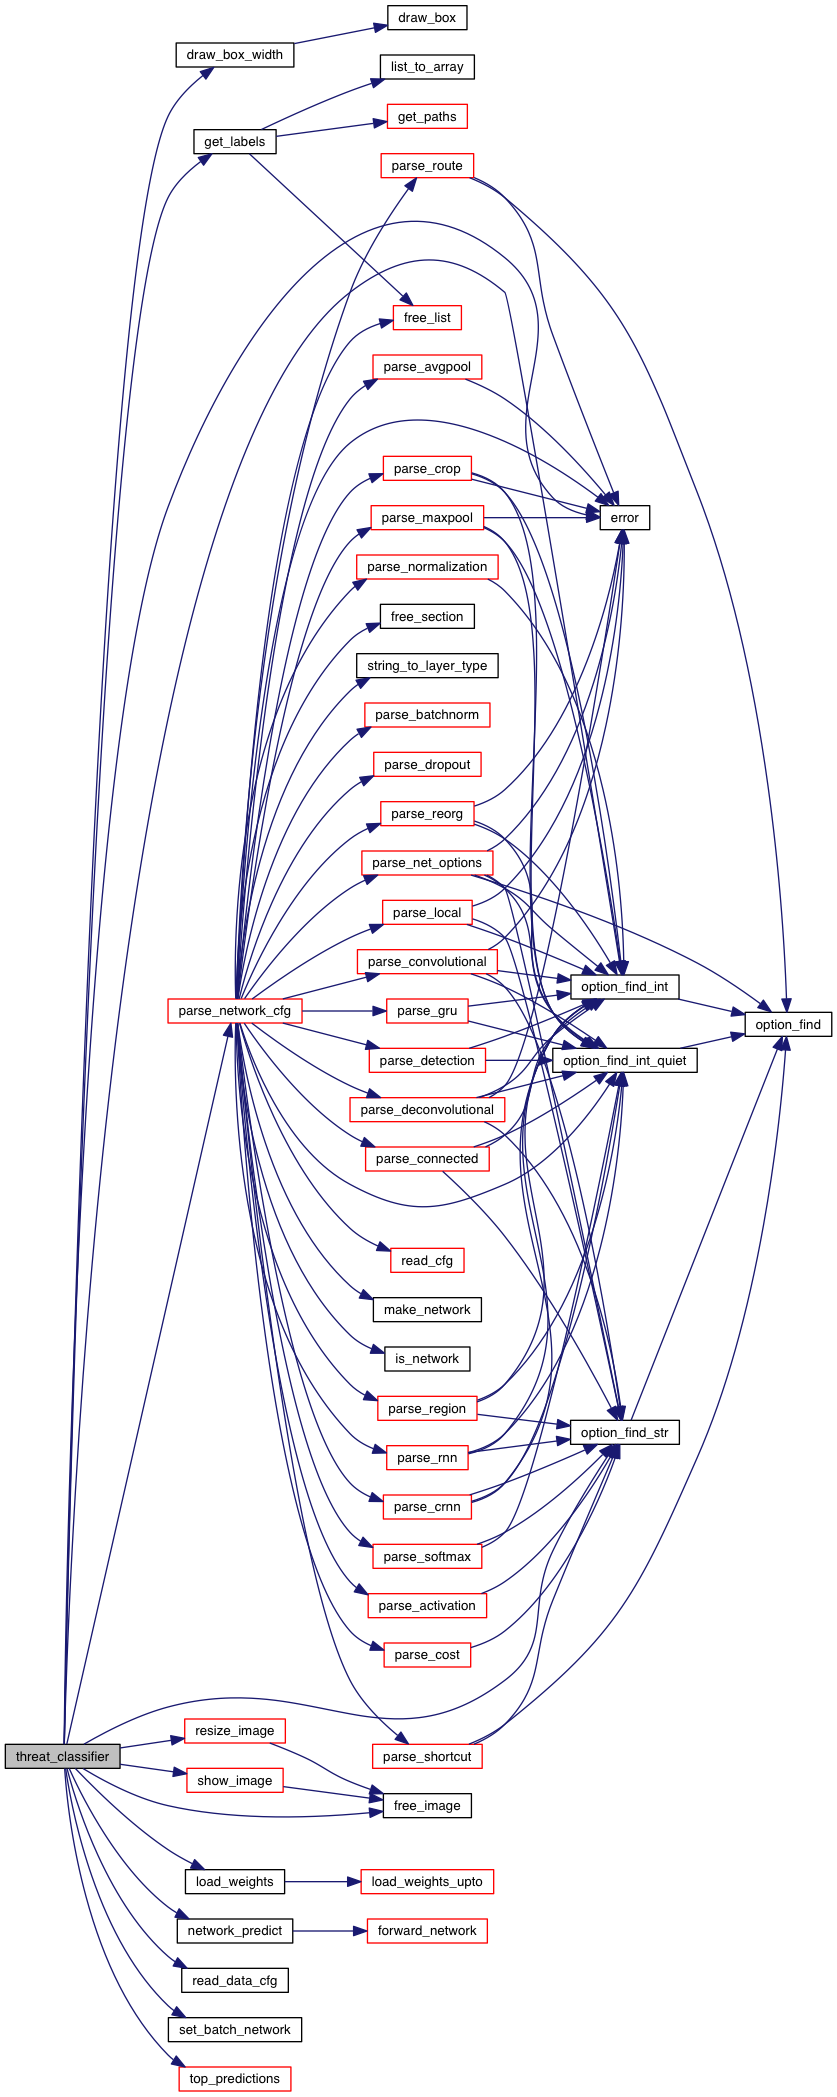 draw_box
draw_box_width
list_to_array
get_paths
get_labels
parse_route
free_list
parse_avgpool
parse_crop
parse_maxpool
error
parse_normalization
free_section
string_to_layer_type
parse_batchnorm
parse_dropout
parse_reorg
parse_net_options
parse_local
parse_convolutional
option_find_int
parse_network_cfg
parse_gru
option_find
parse_detection
option_find_int_quiet
parse_deconvolutional
parse_connected
read_cfg
make_network
is_network
parse_region
option_find_str
parse_rnn
parse_crnn
parse_softmax
parse_activation
parse_cost
resize_image
threat_classifier
parse_shortcut
show_image
free_image
load_weights
load_weights_upto
network_predict
forward_network
read_data_cfg
set_batch_network
top_predictions